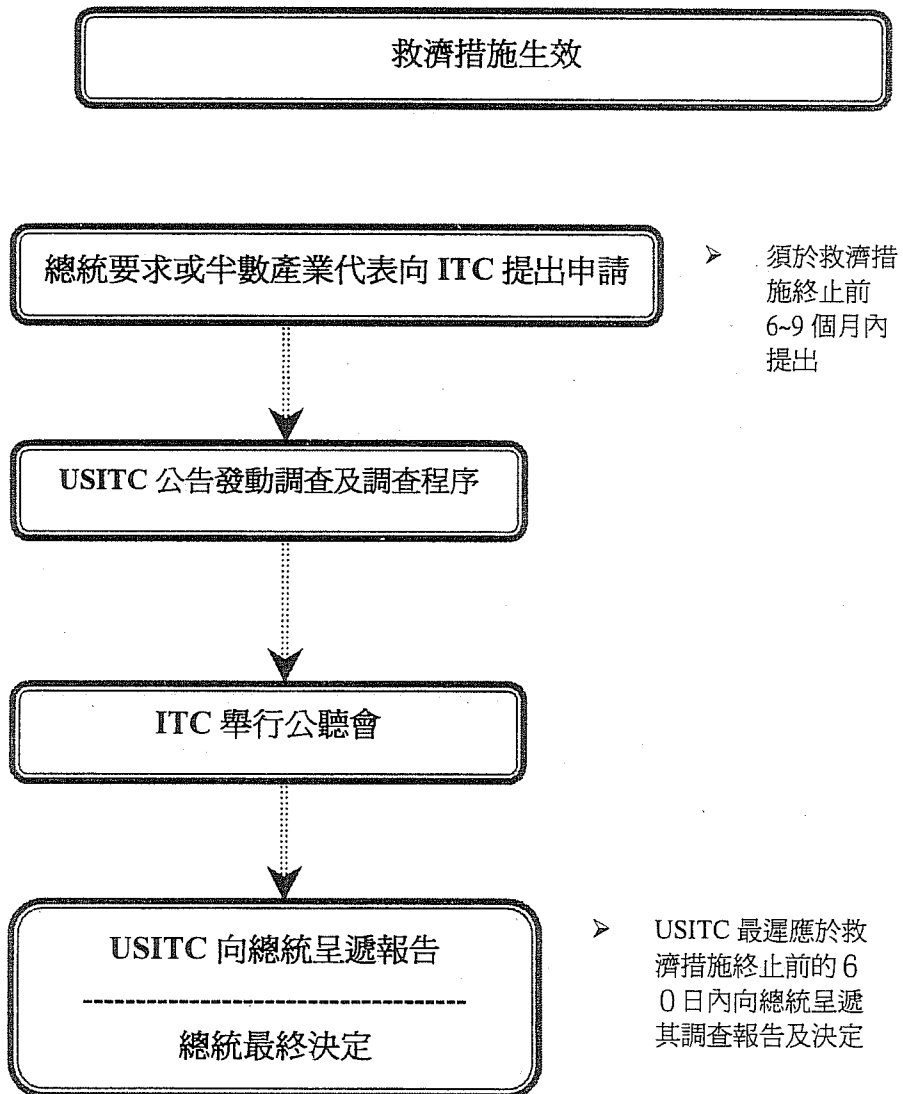 救濟措施生效
總統要求或半數產業代表向 ITC 提出申請
➢ 須於救濟措
施終止前
6~9 個月內
提出
USITC 公告發動調查及調查程序
ITC 舉行公聽會
USITC 向總統呈遞報告
總統最終決定
➢ USITC 最遲應於救
濟措施終止前的６
０日內向總統呈遞
其調查報告及決定